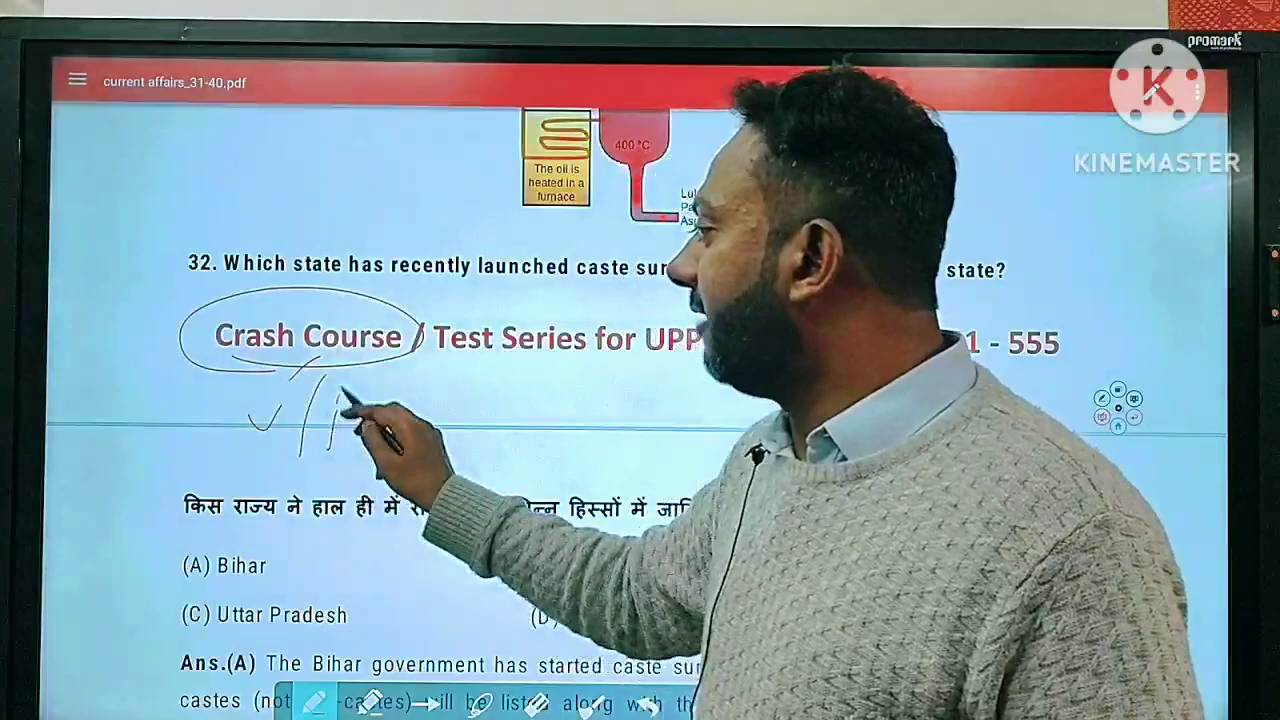 promark
current affairs_31-40.pdf
KINEMASTER
400 °C
The oil is
heated in a
furnace
32. Which state has recently launched caste sur state?
Crash Course / Test Series for UPP 1 - 555
किस राज्य ने हाल ही में हिस्सों में
(A) Bihar
(C) Uttar Pradesh
(D)
Ans.(A) The Bihar government has started caste sur
castes (not -castes) will be listed along with